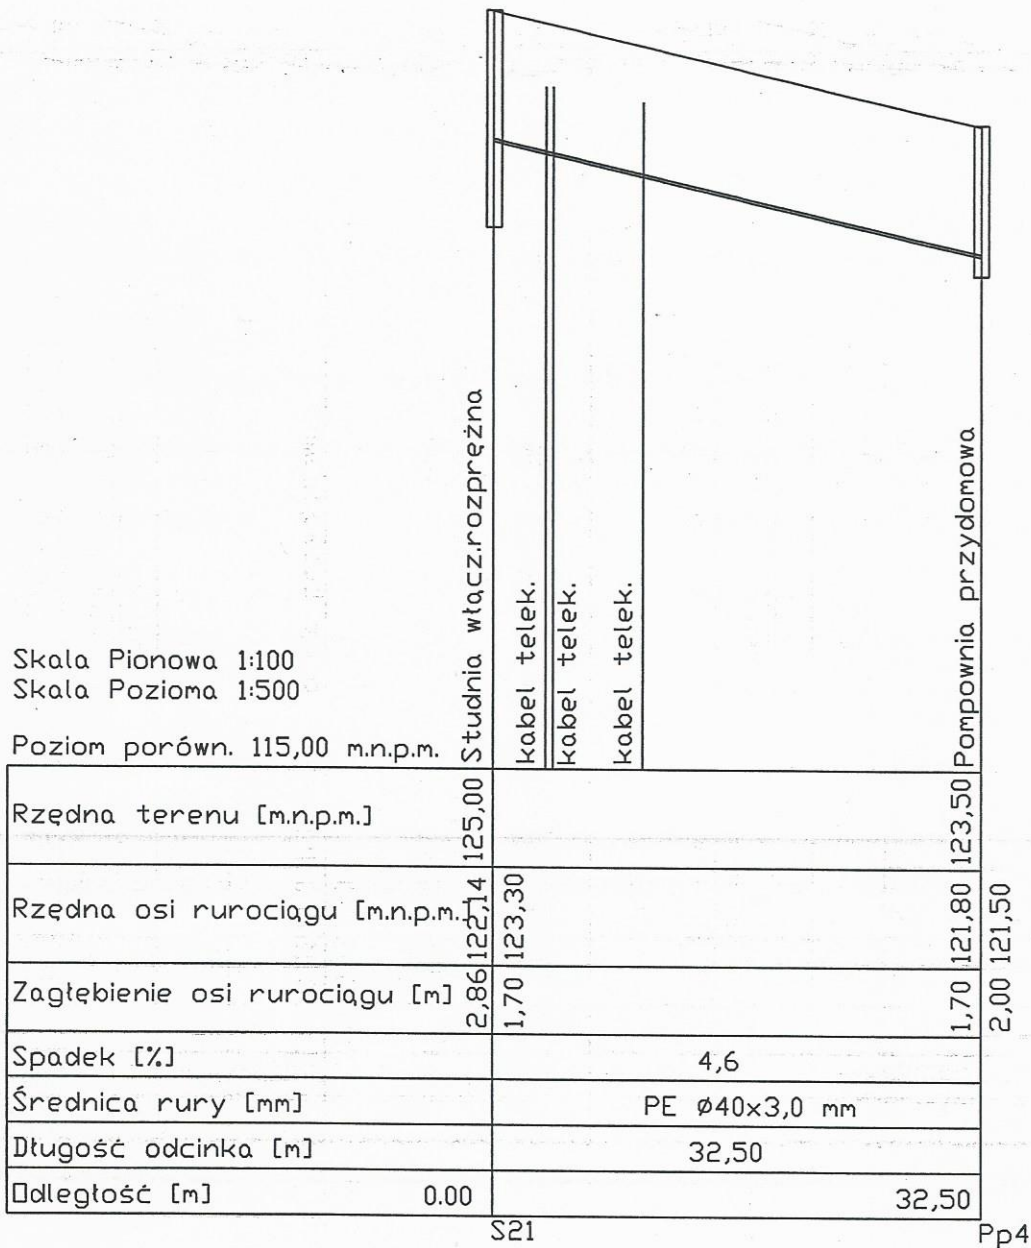 Studnia włącz.rozprężna
kabel telek.
kabel telek.
kabel telek.
Pompownia przydomowa
Skala Pionowa 1:100
Skala Pozioma 1:500
Poziom porówn. 115,00 m.n.p.m.
Rzędna terenu [m.n.p.m.] 125,00 123,50
Rzędna osi rurociągu [m.n.p.m.] 122,14 123,30 121,80 121,50
Zagłębienie osi rurociągu [m] 2,86 1,70 1,70 2,00
Spadek [%] 4,6
Średnica rury [mm] PE Ø40x3,0 mm
Długość odcinka [m] 32,50
Odległość [m] 0.00 32,50
S21 Pp4